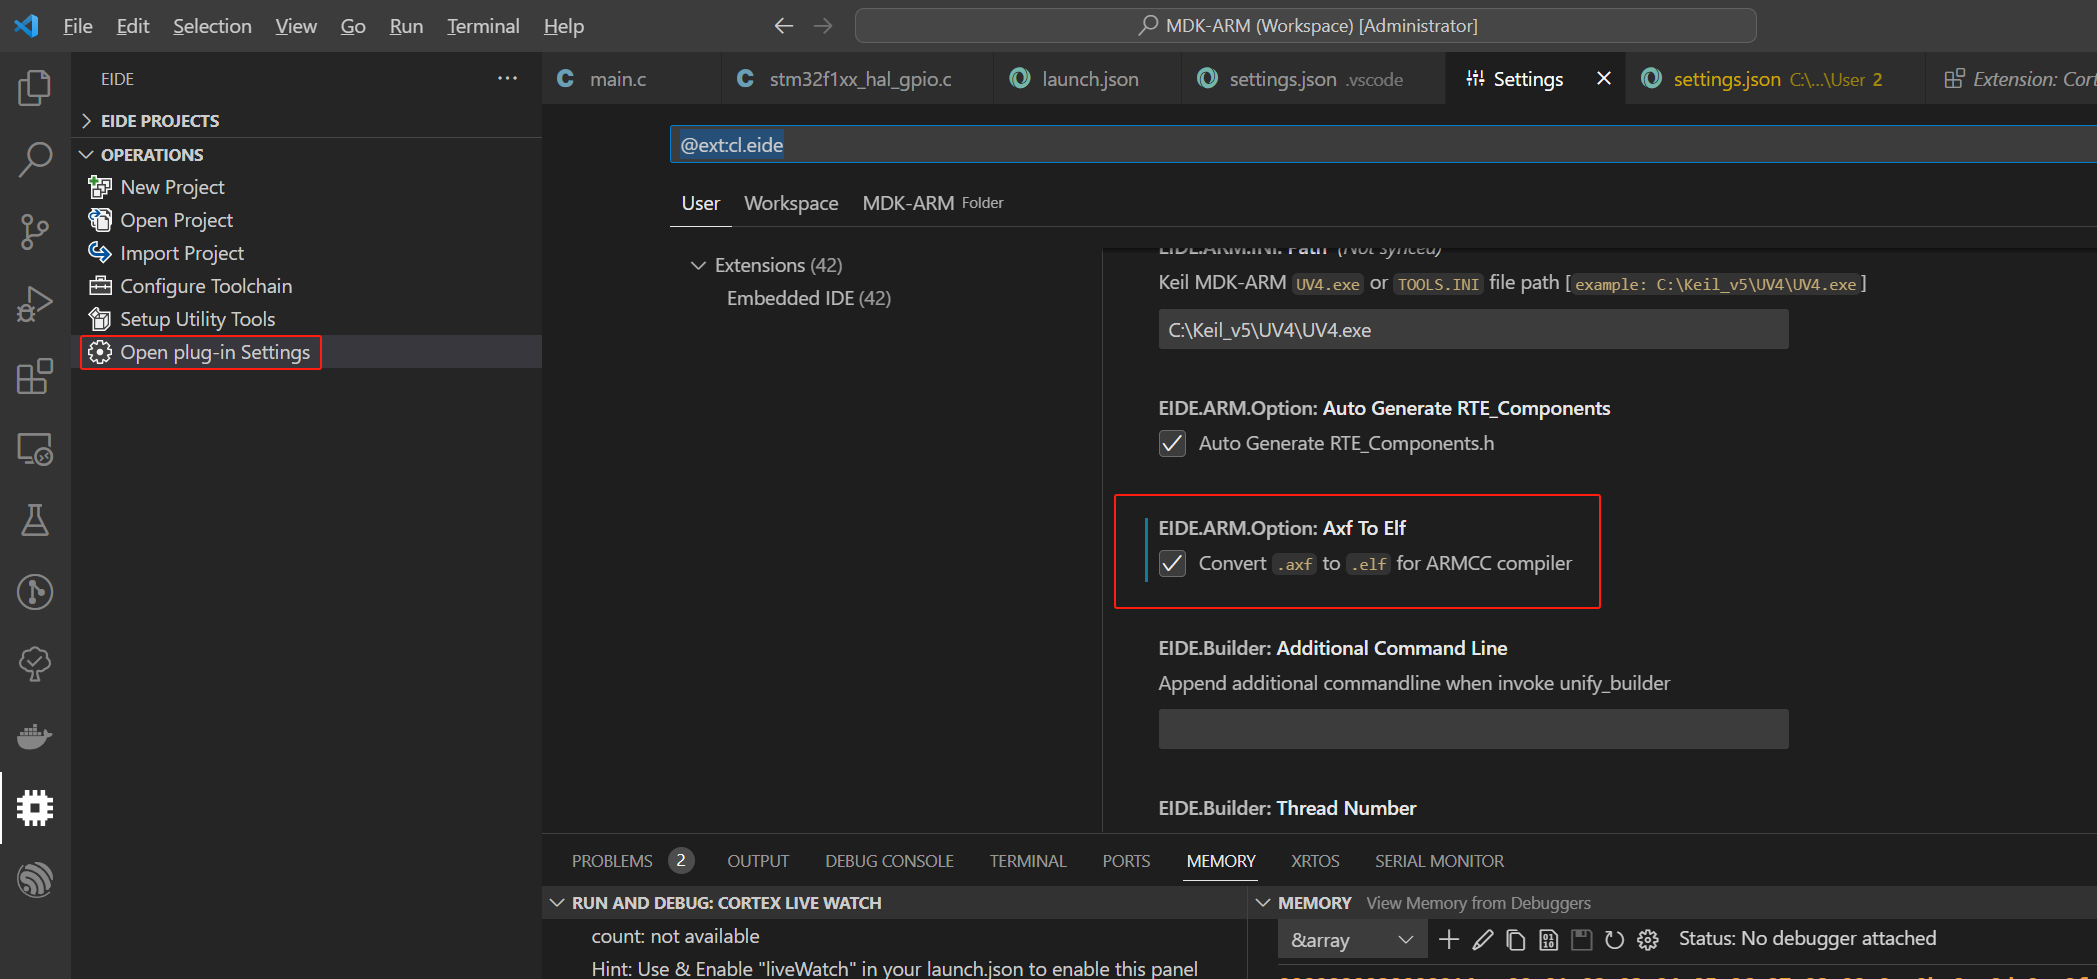 File Edit Selection View Go Run Terminal Help
MDK-ARM (Workspace) [Administrator]
EIDE
EIDE PROJECTS
OPERATIONS
New Project
Open Project
Import Project
Configure Toolchain
Setup Utility Tools
Open plug-in Settings
main.c stm32f1xx_hal_gpio.c launch.json settings.json .vscode Settings settings.json C:\...\User 2 Extension: Cort
@ext:cl.eide
User Workspace MDK-ARM Folder
Extensions (42)
Embedded IDE (42)
EIDE.ARM.INI: Path (Not synced)
Keil MDK-ARM UV4.exe or TOOLS.INI file path [example: C:\Keil_v5\UV4\UV4.exe]
C:\Keil_v5\UV4\UV4.exe
EIDE.ARM.Option: Auto Generate RTE_Components
Auto Generate RTE_Components.h
EIDE.ARM.Option: Axf To Elf
Convert .axf to .elf for ARMCC compiler
EIDE.Builder: Additional Command Line
Append additional commandline when invoke unify_builder
EIDE.Builder: Thread Number
PROBLEMS 2 OUTPUT DEBUG CONSOLE TERMINAL PORTS MEMORY XRTOS SERIAL MONITOR
RUN AND DEBUG: CORTEX LIVE WATCH
count: not available
Hint: Use & Enable "liveWatch" in your launch.json to enable this panel
MEMORY View Memory from Debuggers
&array Status: No debugger attached